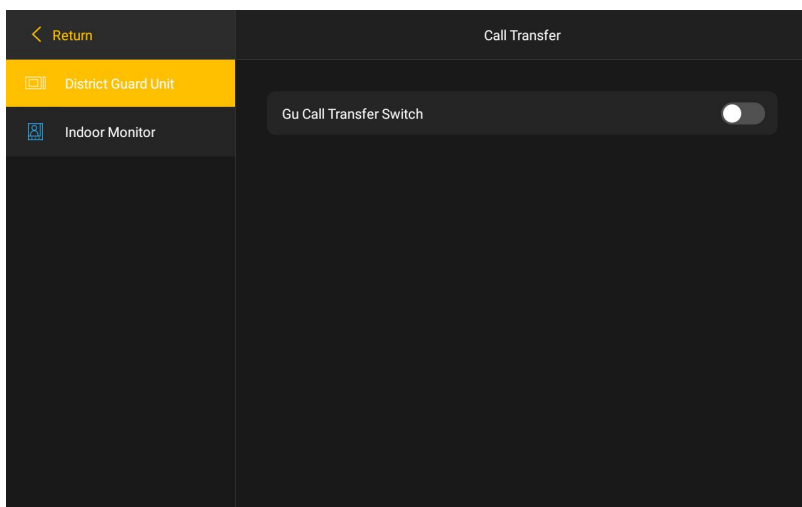 Return
Call Transfer
District Guard Unit
Gu Call Transfer Switch
Indoor Monitor